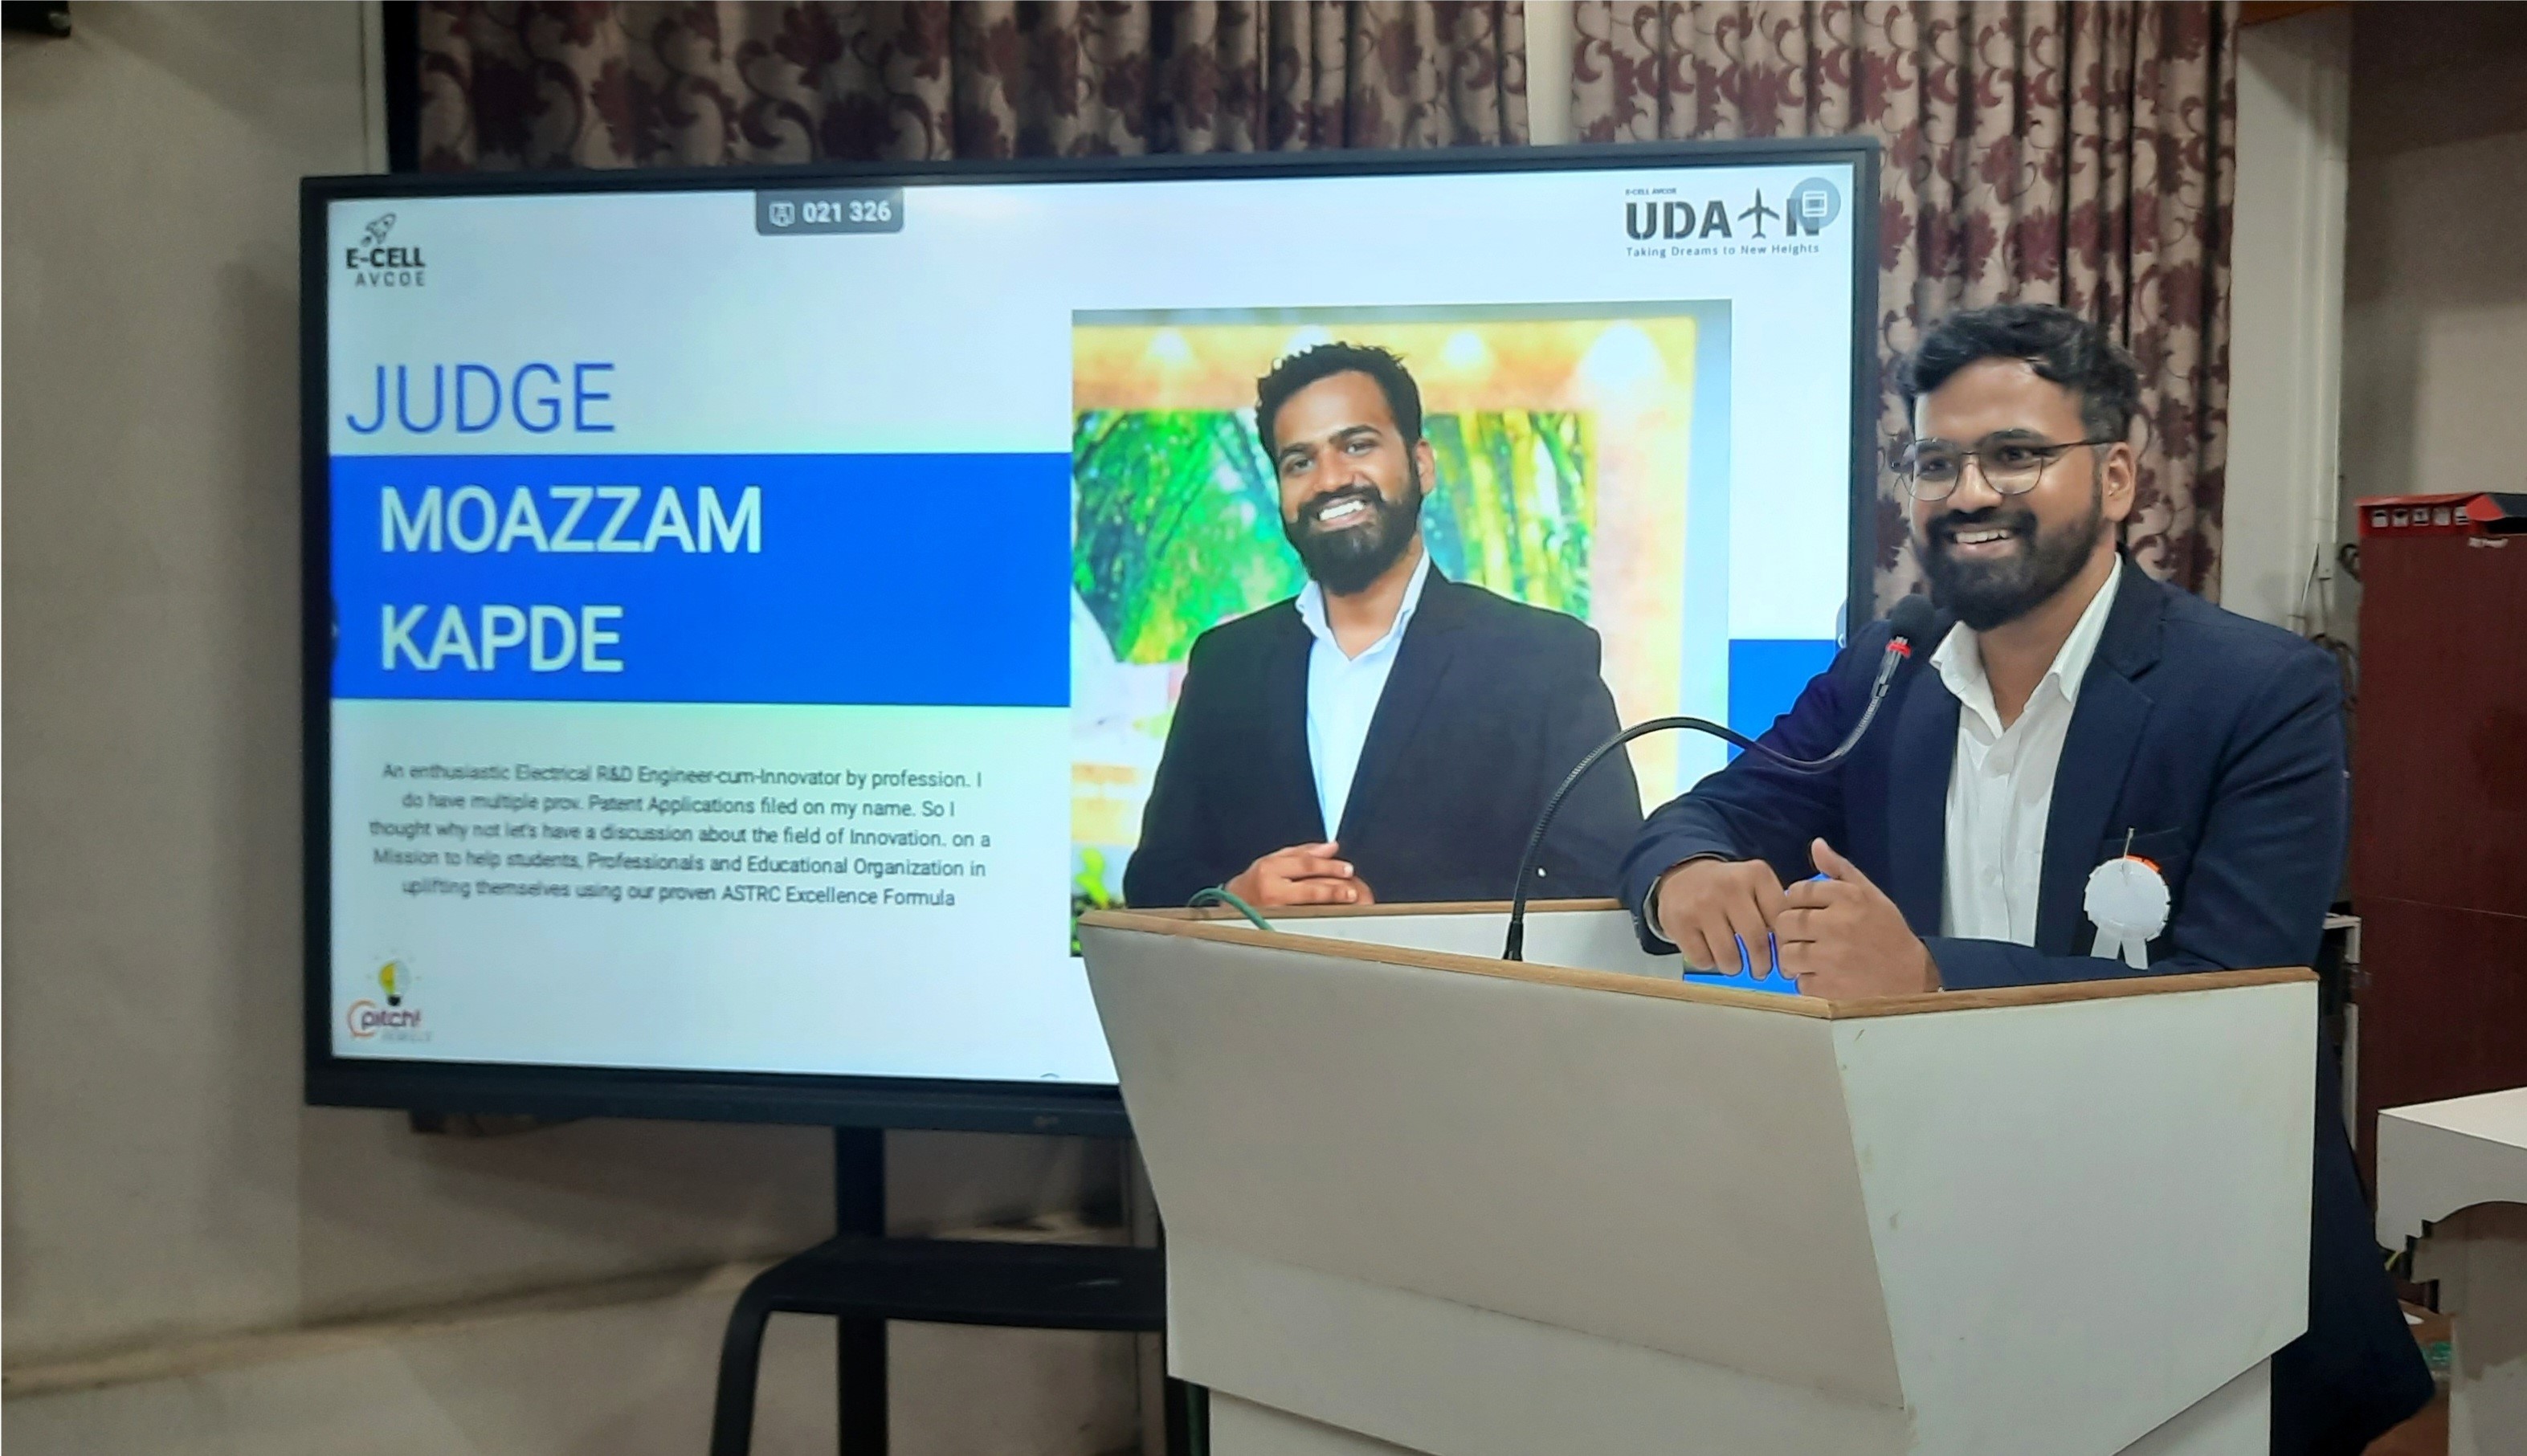 021 326
E-CELL
AVCOE
E-CELL AVCOE
UDAN
Taking Dreams to New Heights
JUDGE
MOAZZAM
KAPDE
An enthusiastic Electrical R&D Engineer-cum-Innovator by profession. I
do have multiple prov. Patent Applications filed on my name. So I
thought why not let's have a discussion about the field of Innovation. on a
Mission to help students, Professionals and Educational Organization in
uplifting themselves using our proven ASTRC Excellence Formula
pitch!